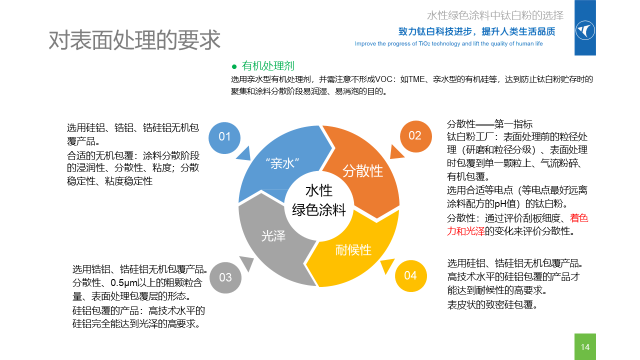 水性绿色涂料中钛白粉的选择
致力钛白科技进步，提升人类生活品质
Improve the progress of TiO₂ technology and lift the quality of human life
对表面处理的要求
● 有机处理剂
选用亲水型有机处理剂，并需注意不形成VOC：如TME、亲水型的有机硅等，达到防止钛白粉贮存时的
聚集和涂料分散阶段易润湿、易消泡的目的。
01
选用硅铝、锆铝、锆硅铝无机包
覆产品。
合适的无机包覆：涂料分散阶段
的浸润性、分散性、粘度；分散
稳定性、粘度稳定性
02
分散性——第一指标
钛白粉工厂：表面处理前的粒径处
理（研磨和粒径分级）、表面处理
时包覆到单一颗粒上、气流粉碎、
有机包覆。
选用合适等电点（等电点最好远离
涂料配方的pH值）的钛白粉。
分散性：通过评价刮板细度、着色
力和光泽的变化来评价分散性。
“亲水”
分散性
水性
绿色涂料
光泽
耐候性
03
选用锆铝、锆硅铝无机包覆产品。
分散性、0.5μm以上的粗颗粒含
量、表面处理包覆层的形态。
硅铝包覆的产品：高技术水平的
硅铝完全能达到光泽的高要求。
04
选用硅铝、锆硅铝无机包覆产品。
高技术水平的硅铝包覆的产品才
能达到耐候性的高要求。
表皮状的致密硅包覆。
14